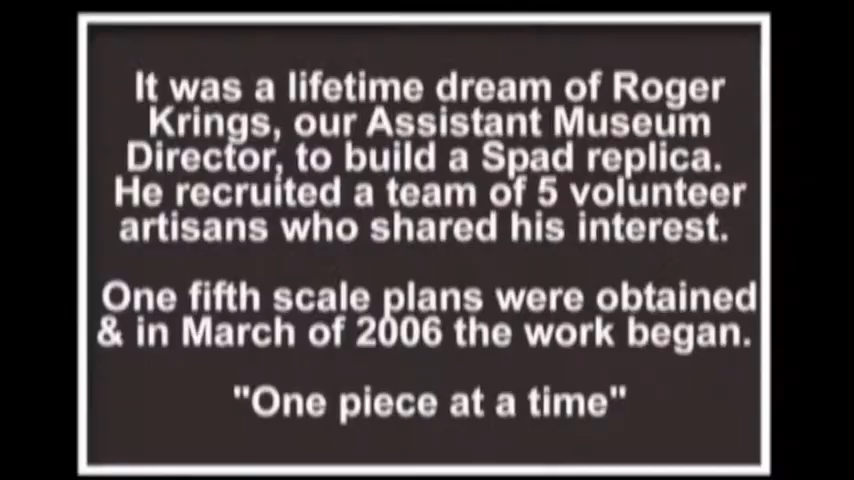 It was a lifetime dream of Roger
Krings, our Assistant Museum
Director, to build a Spad replica.
He recruited a team of 5 volunteer
artisans who shared his interest.
One fifth scale plans were obtained
& in March of 2006 the work began.
"One piece at a time"